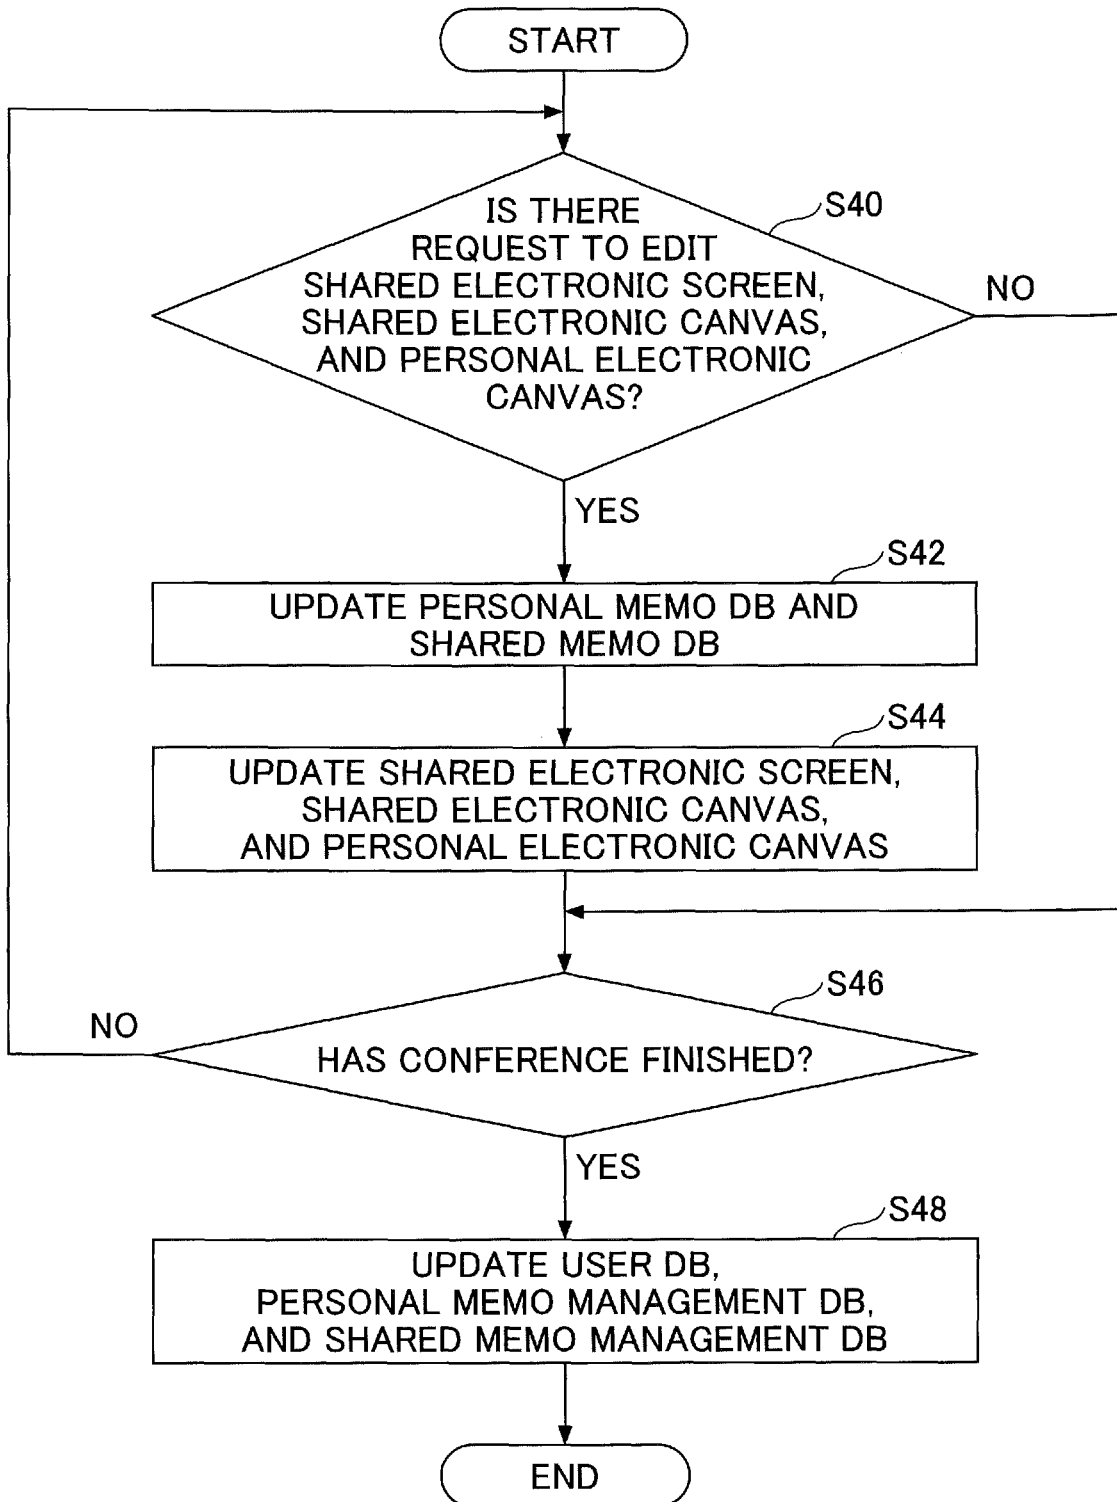 START
S40
IS THERE
REQUEST TO EDIT
SHARED ELECTRONIC SCREEN,
SHARED ELECTRONIC CANVAS,
AND PERSONAL ELECTRONIC
CANVAS?
NO
YES
S42
UPDATE PERSONAL MEMO DB AND
SHARED MEMO DB
S44
UPDATE SHARED ELECTRONIC SCREEN,
SHARED ELECTRONIC CANVAS,
AND PERSONAL ELECTRONIC CANVAS
S46
NO
HAS CONFERENCE FINISHED?
YES
S48
UPDATE USER DB,
PERSONAL MEMO MANAGEMENT DB,
AND SHARED MEMO MANAGEMENT DB
END